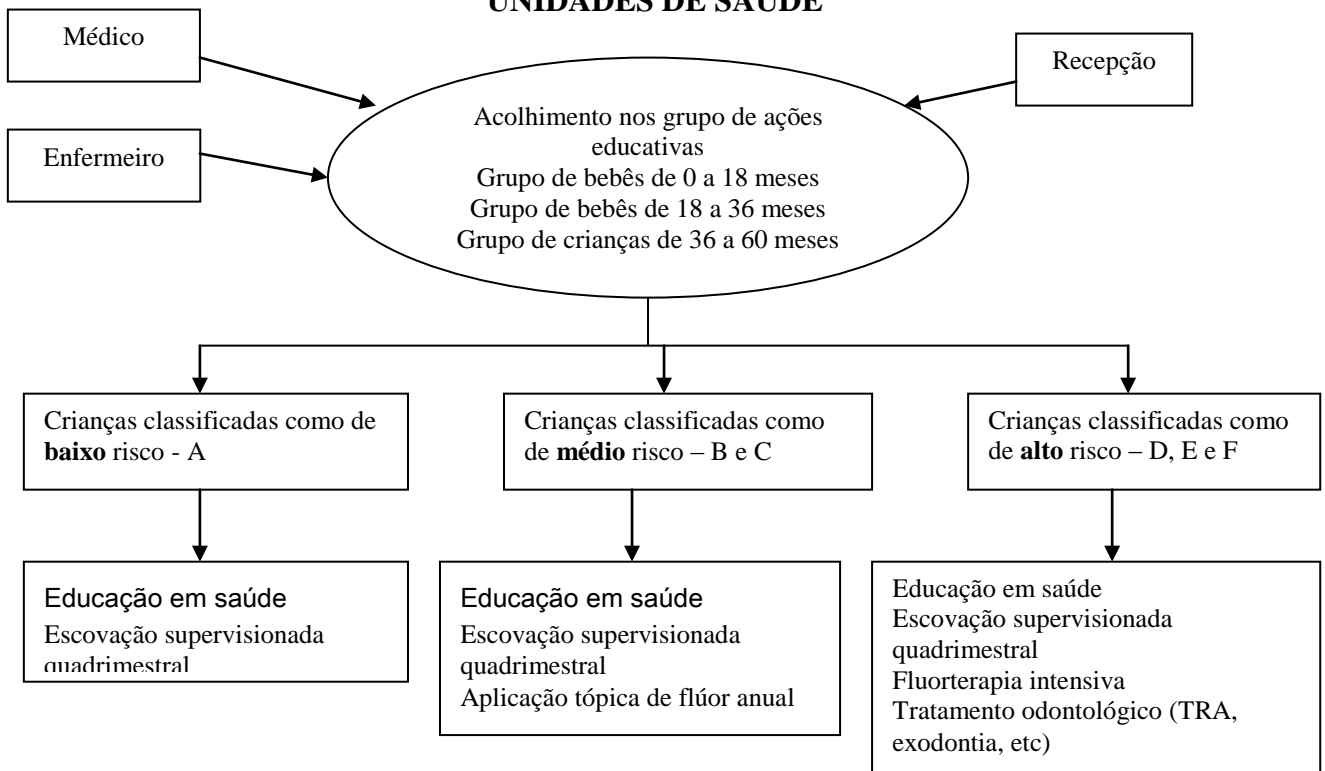 UNIDADES DE SAÚDE
Médico
Recepção
Enfermeiro
Acolhimento nos grupo de ações
educativas
Grupo de bebês de 0 a 18 meses
Grupo de bebês de 18 a 36 meses
Grupo de crianças de 36 a 60 meses
Crianças classificadas como de
baixo risco - A
Crianças classificadas como
de médio risco – B e C
Crianças classificadas como
de alto risco – D, E e F
Educação em saúde
Escovação supervisionada
quadrimestral
Educação em saúde
Escovação supervisionada
quadrimestral
Aplicação tópica de flúor anual
Educação em saúde
Escovação supervisionada
quadrimestral
Fluorterapia intensiva
Tratamento odontológico (TRA,
exodontia, etc)